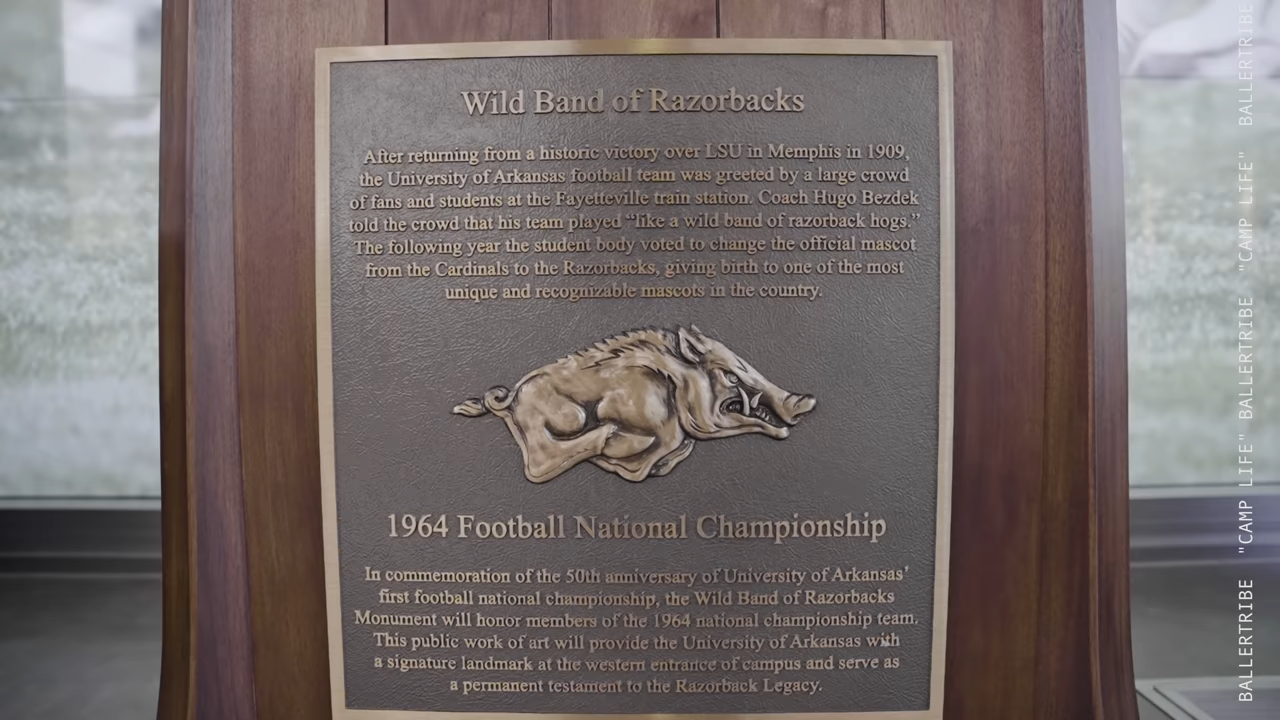 Wild Band of Razorbacks
After returning from a historic victory over LSU in Memphis in 1909,
the University of Arkansas football team was greeted by a large crowd
of fans and students at the Fayetteville train station. Coach Hugo Bezdek
told the crowd that his team played “like a wild band of razorback hogs.”
The following year the student body voted to change the official mascot
from the Cardinals to the Razorbacks, giving birth to one of the most
unique and recognizable mascots in the country.
1964 Football National Championship
In commemoration of the 50th anniversary of University of Arkansas'
first football national championship, the Wild Band of Razorbacks
Monument will honor members of the 1964 national championship team.
This public work of art will provide the University of Arkansas with
a signature landmark at the western entrance of campus and serve as
a permanent testament to the Razorback Legacy.
BALLERTRIBE "CAMP LIFE" BALLERTRIBE "CAMP LIFE" BALLERTRIBE